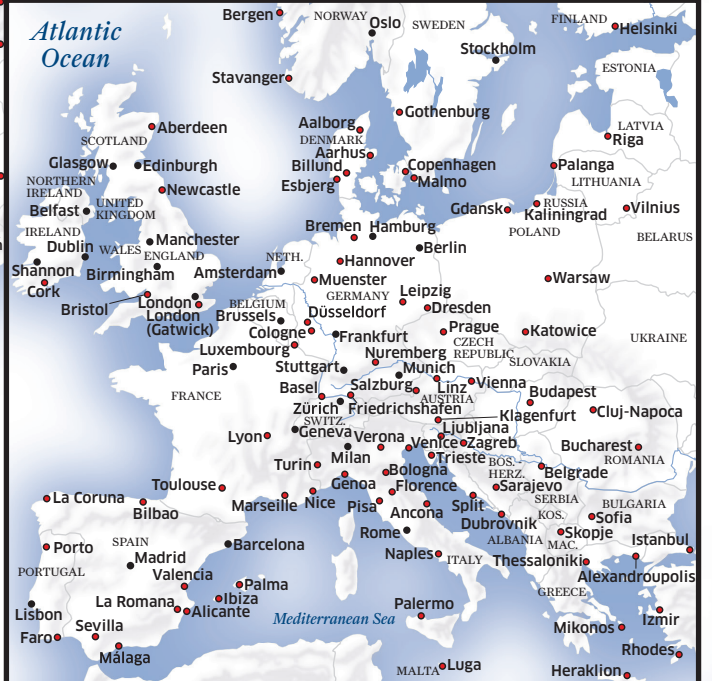 Atlantic
Ocean
Bergen
NORWAY
Oslo
SWEDEN
FINLAND
Helsinki
Stockholm
ESTONIA
Stavanger
Gothenburg
Aalborg
DENMARK
Aarhus
Billund
Esbjerg
Copenhagen
Malmo
LATVIA
Riga
Palanga
LITHUANIA
Aberdeen
SCOTLAND
Glasgow
Edinburgh
NORTHERN
IRELAND
Newcastle
Belfast
UNITED
KINGDOM
IRELAND
Dublin
WALES
Manchester
ENGLAND
Shannon
Birmingham
Cork
Bristol
London
London
(Gatwick)
Gdansk
RUSSIA
Kaliningrad
Vilnius
POLAND
BELARUS
Bremen
Hamburg
Berlin
NETH.
Amsterdam
Hannover
Muenster
GERMANY
Leipzig
Dresden
Warsaw
BELGIUM
Brussels
Düsseldorf
Cologne
Frankfurt
Prague
CZECH
REPUBLIC
Katowice
UKRAINE
Luxembourg
Paris
Nuremberg
SLOVAKIA
Stuttgart
Munich
Basel
Salzburg
Linz
Vienna
AUSTRIA
Budapest
FRANCE
Zürich
Friedrichshafen
Klagenfurt
Cluj-Napoca
SWITZ.
Lyon
Geneva
Verona
Ljubljana
Venice
Zagreb
Bucharest
ROMANIA
Milan
Trieste
Turin
Bologna
BOS.-
HERZ.
Belgrade
Toulouse
Genoa
Florence
Sarajevo
SERBIA
La Coruna
Bilbao
Marseille
Nice
Pisa
Ancona
Split
KOS.
BULGARIA
Sofia
Dubrovnik
Skopje
Istanbul
Porto
SPAIN
Madrid
Barcelona
Rome
ALBANIA
MAC.
Naples
ITALY
Thessaloniki
Alexandroupolis
PORTUGAL
Valencia
Palma
GREECE
La Romana
Ibiza
Alicante
Palermo
Lisbon
Mediterranean Sea
Izmir
Mikonos
Faro
Sevilla
Málaga
MALTA
Luga
Rhodes
Heraklion